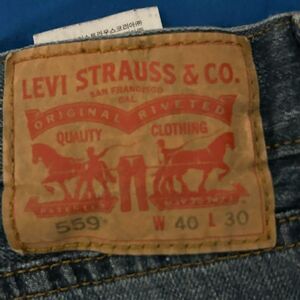 LEVI STRAUSS & CO.
SAN FRANCISCO
CAL.
ORIGINAL RIVETED
QUALITY CLOTHING
559 W 40 L 30